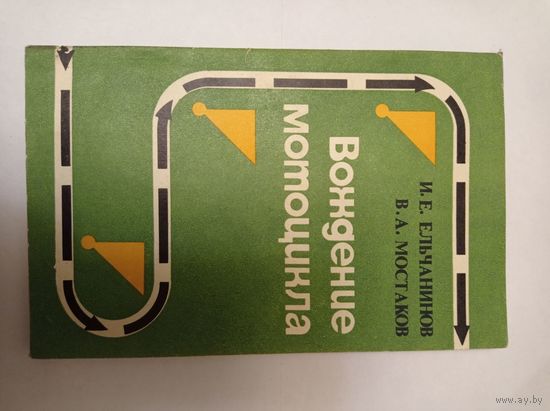 И. Е. ЕЛЬЧАНИНОВ
В. А. МОСТАКОВ
Вождение
мотоцикла
www.ay.by